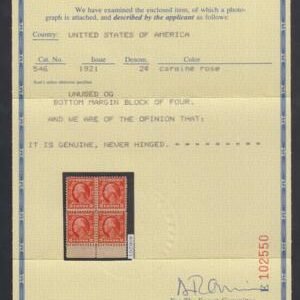 We have examined the enclosed item, of which a photo-
graph is attached, and described by the applicant as follows:
Country: UNITED STATES OF AMERICA
Cat. No. Issue Denom. Color
546 1921 2¢ carmine rose
UNUSED OG
BOTTOM MARGIN BLOCK OF FOUR.
AND WE ARE OF THE OPINION THAT:
IT IS GENUINE, NEVER HINGED. - - - - - - - - -
E 102550